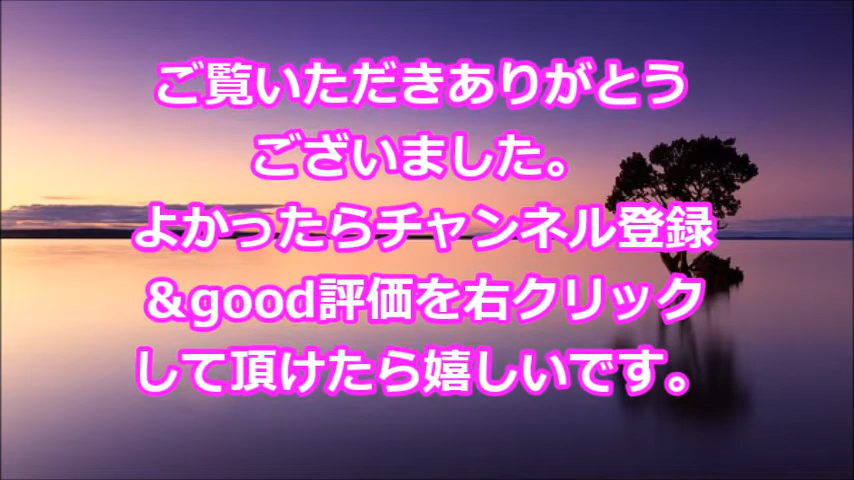 ご覧いただきありがとう
ございました。
よかったらチャンネル登録
&good評価を右クリック
して頂けたら嬉しいです。